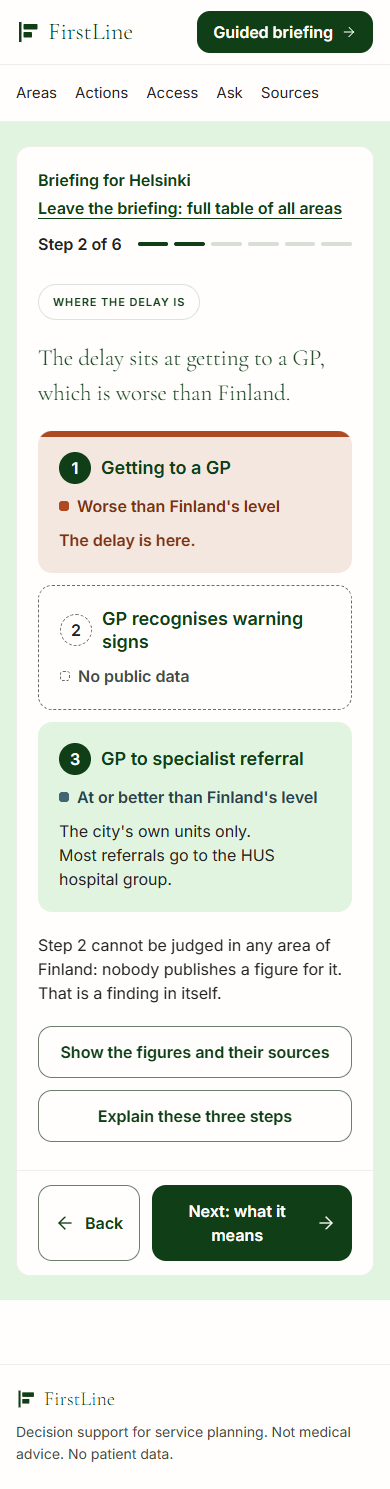 FirstLine
Guided briefing →
Areas Actions Access Ask Sources
Briefing for Helsinki
Leave the briefing: full table of all areas
Step 2 of 6
WHERE THE DELAY IS
The delay sits at getting to a GP,
which is worse than Finland.
1 Getting to a GP
Worse than Finland's level
The delay is here.
2 GP recognises warning
signs
No public data
3 GP to specialist referral
At or better than Finland's level
The city's own units only.
Most referrals go to the HUS
hospital group.
Step 2 cannot be judged in any area of
Finland: nobody publishes a figure for it.
That is a finding in itself.
Show the figures and their sources
Explain these three steps
← Back
Next: what it
means →
FirstLine
Decision support for service planning. Not medical
advice. No patient data.